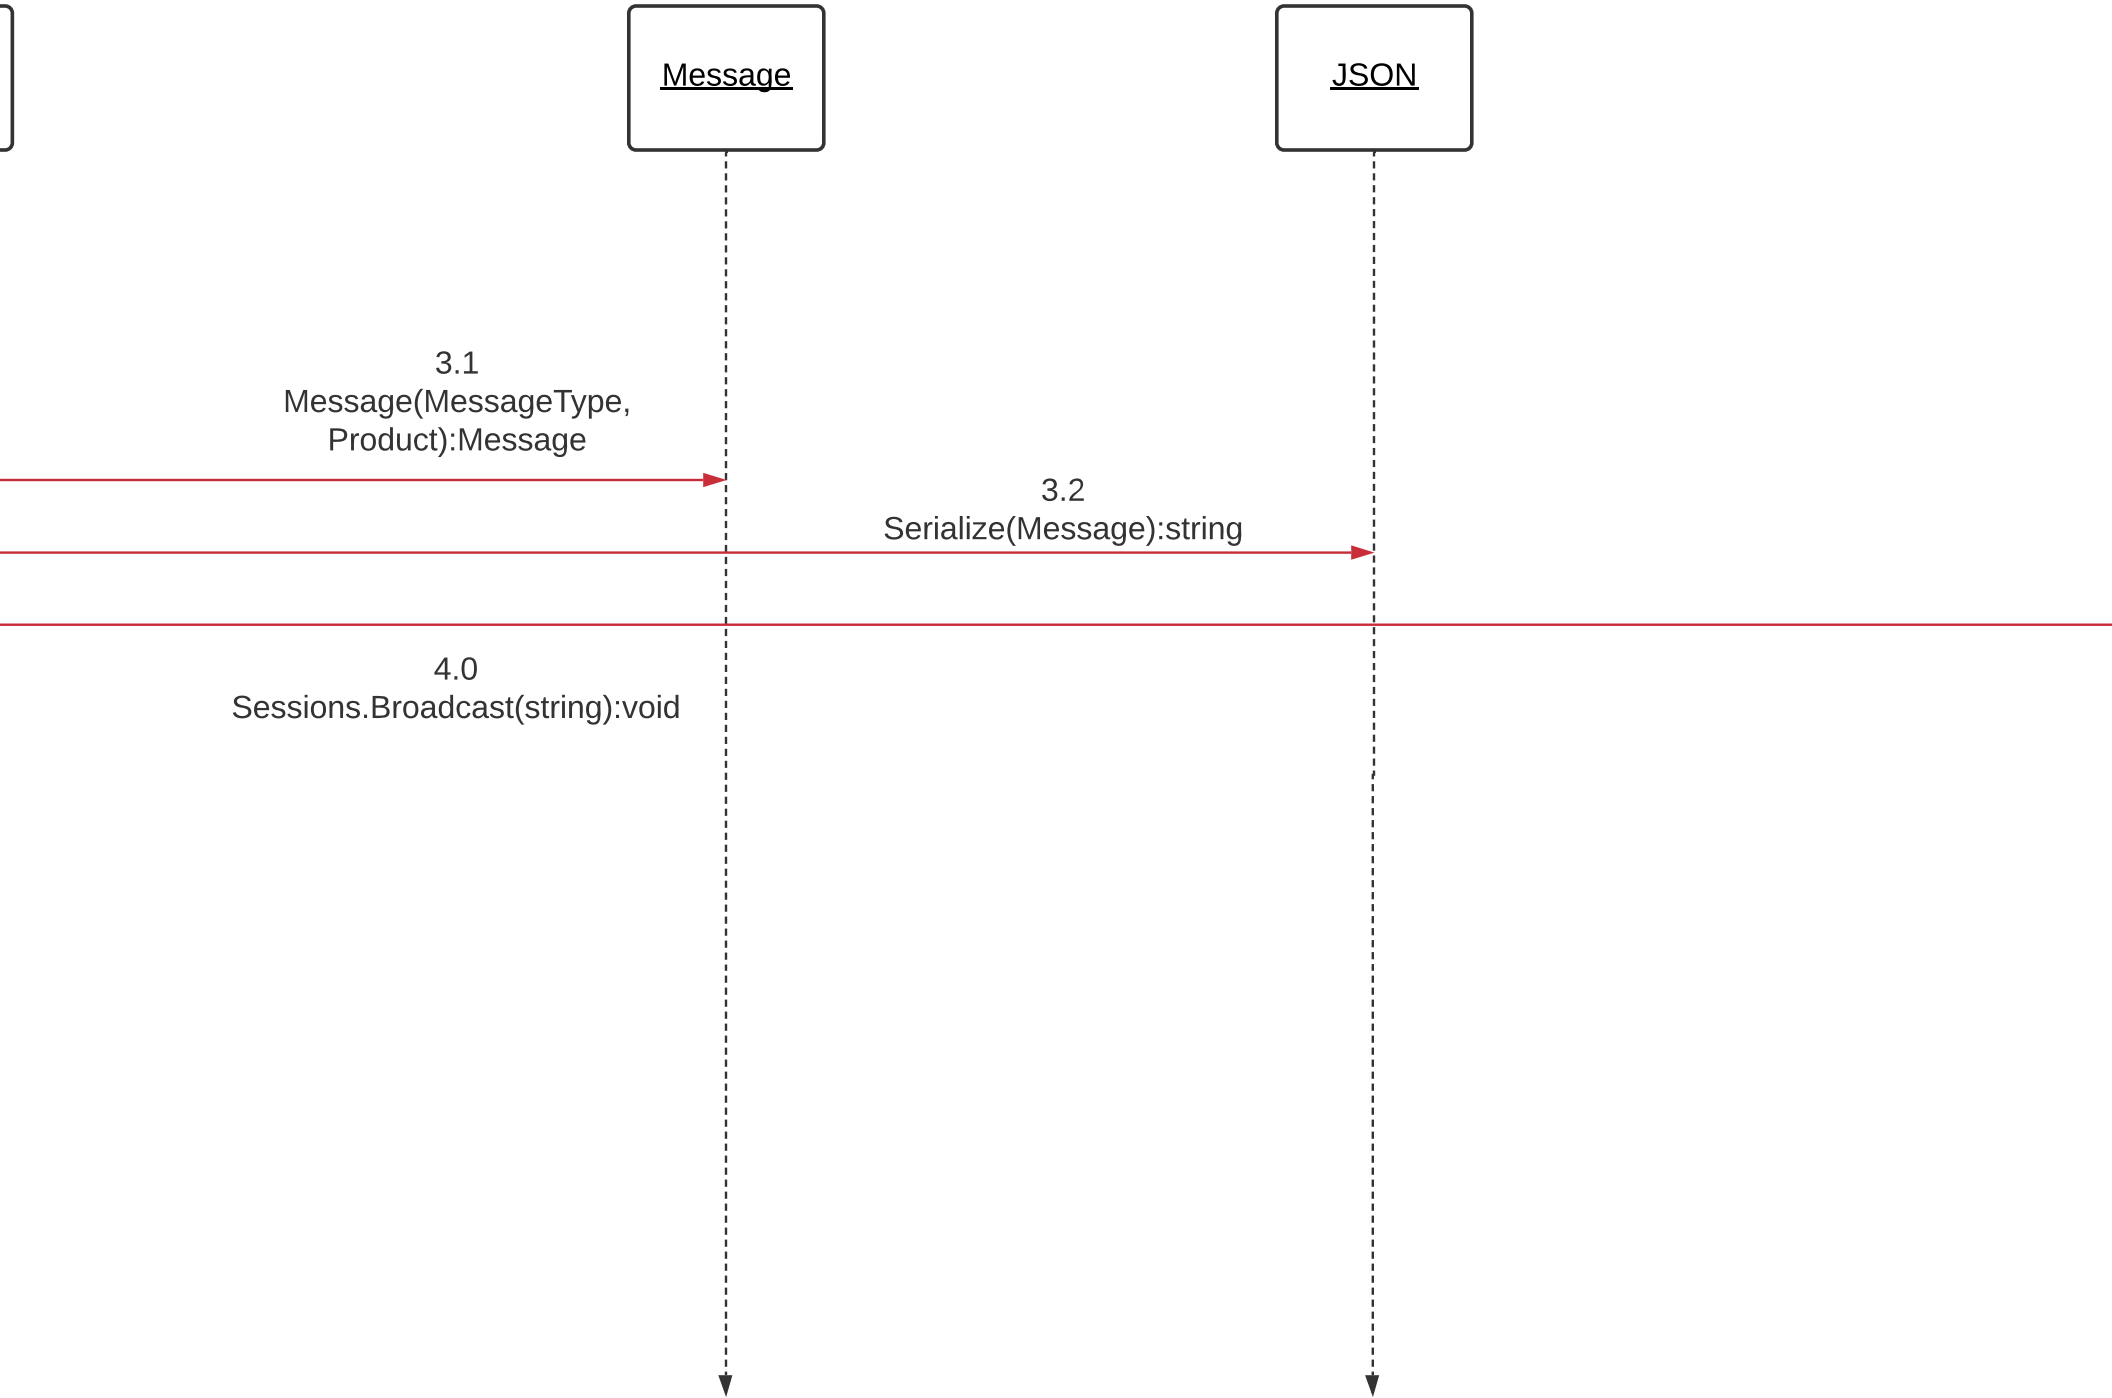 Message
JSON
3.1
Message(MessageType,
Product):Message
3.2
Serialize(Message):string
4.0
Sessions.Broadcast(string):void